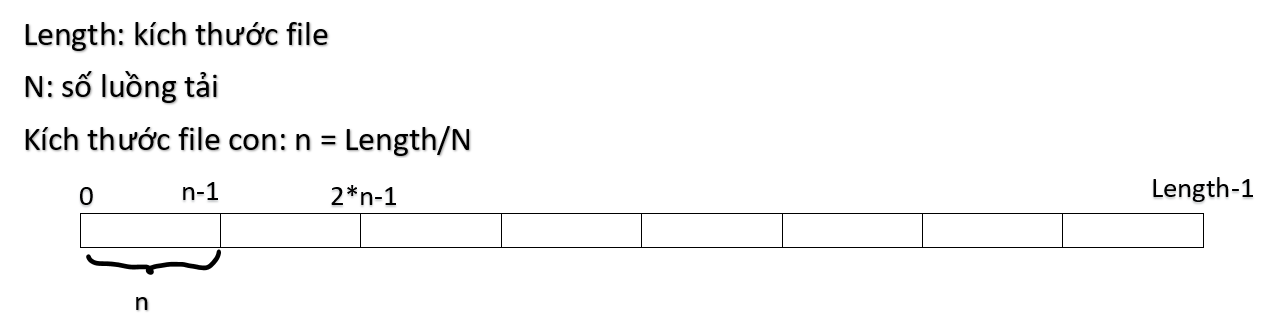 Length: kích thước file
N: số luồng tải
Kích thước file con: n = Length/N
0 n-1 2*n-1 Length-1
n